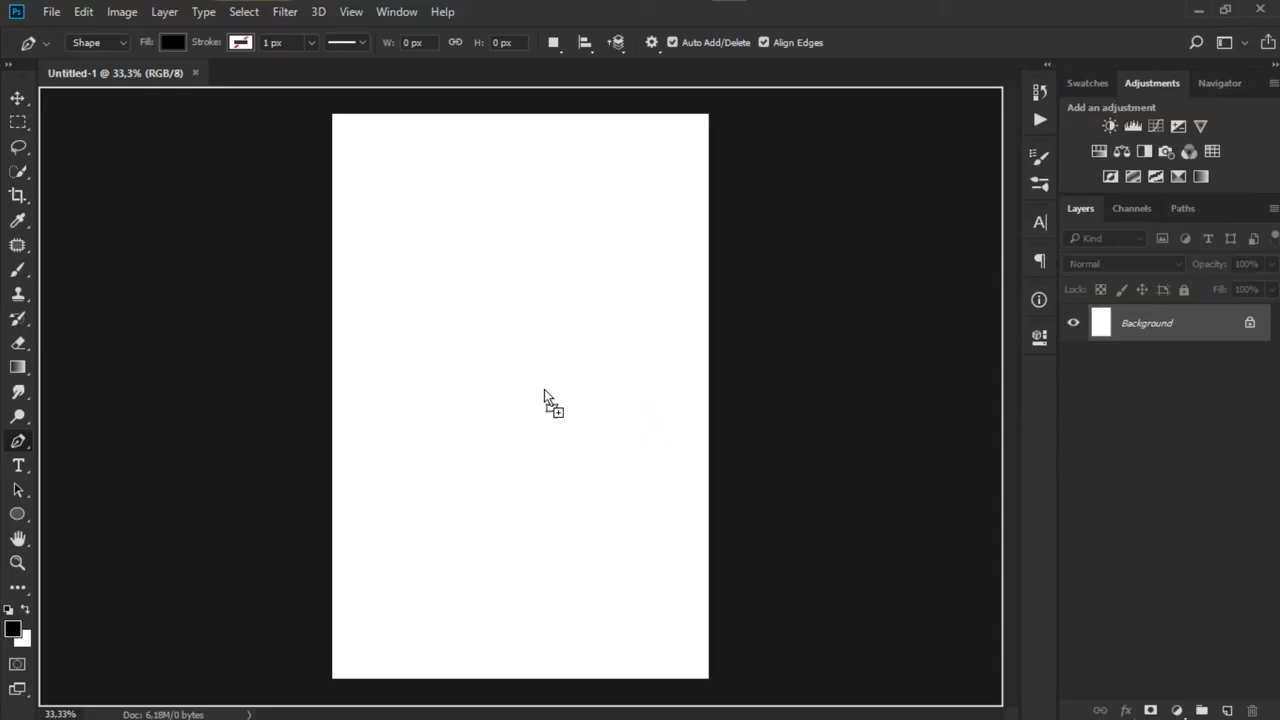 Ps File Edit Image Layer Type Select Filter 3D View Window Help
Shape Fill: Stroke: 1 px W: 0 px H: 0 px Auto Add/Delete Align Edges
Untitled-1 @ 33,3% (RGB/8) ×
Swatches Adjustments Navigator
Add an adjustment
Layers Channels Paths
Kind
Normal Opacity: 100%
Lock: Fill: 100%
Background
33,33% Doc: 6,18M/0 bytes